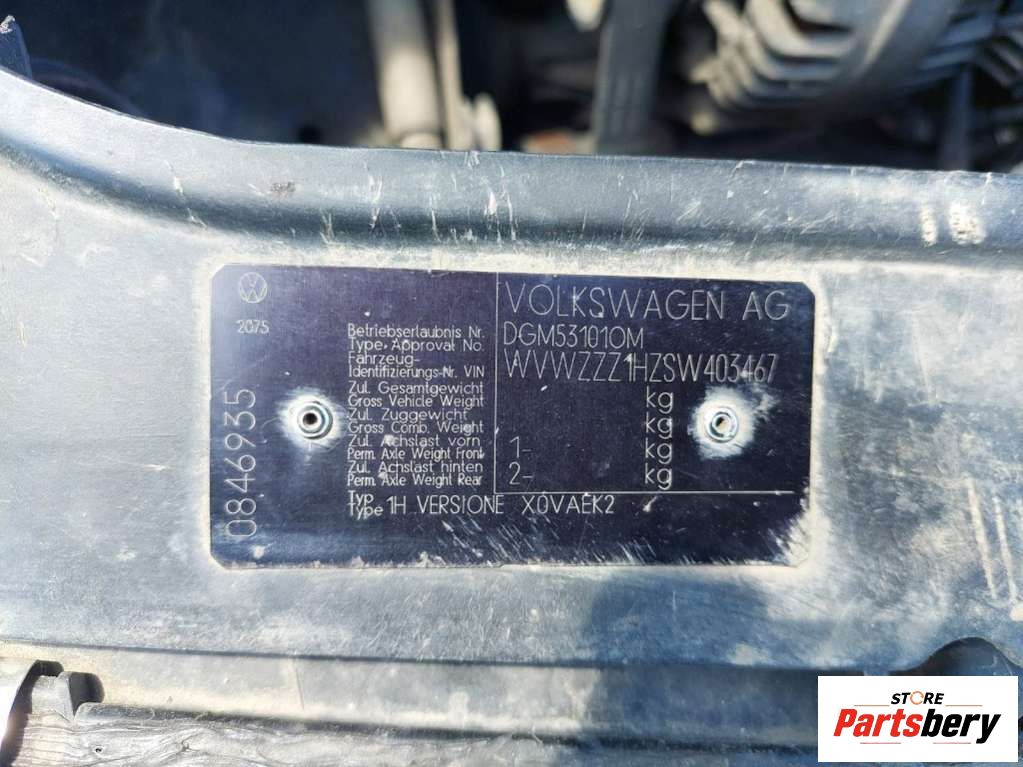 VW
2075
0846935
VOLKSWAGEN AG
Betriebserlaubnis Nr.
Type Approval No.
DGM531010M
Fahrzeug-
Identifizierungs-Nr. VIN
WVWZZZ1HZSW403467
Zul. Gesamtgewicht
Gross Vehicle Weight
kg
Zul. Zuggewicht
Gross Comb. Weight
kg
Zul. Achslast vorn
Perm. Axle Weight Front
1- kg
Zul. Achslast hinten
Perm. Axle Weight Rear
2- kg
Typ
Type 1H VERSIONE X0VAEK2
STORE
Partsbery